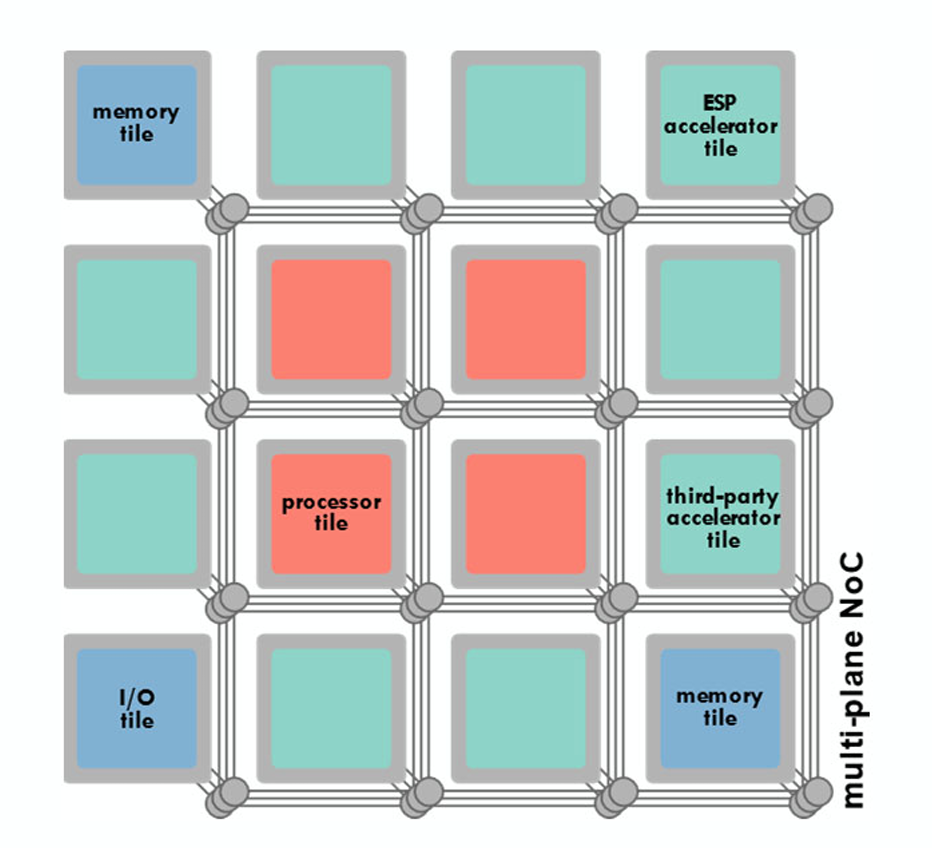 memory
tile
ESP
accelerator
tile
processor
tile
third-party
accelerator
tile
I/O
tile
memory
tile
multi-plane NoC